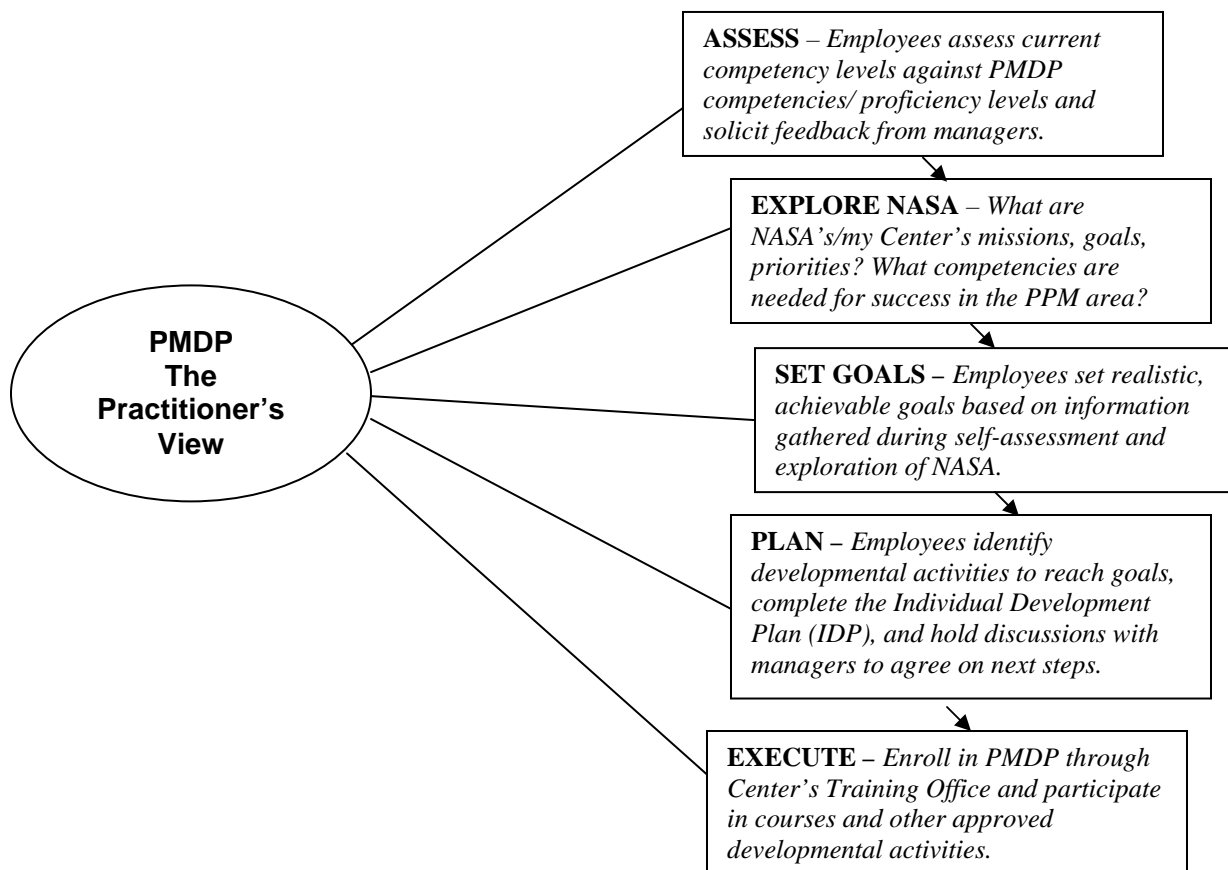 PMDP
The
Practitioner’s
View
ASSESS – Employees assess current
competency levels against PMDP
competencies/ proficiency levels and
solicit feedback from managers.
EXPLORE NASA – What are
NASA’s/my Center’s missions, goals,
priorities? What competencies are
needed for success in the PPM area?
SET GOALS – Employees set realistic,
achievable goals based on information
gathered during self-assessment and
exploration of NASA.
PLAN – Employees identify
developmental activities to reach goals,
complete the Individual Development
Plan (IDP), and hold discussions with
managers to agree on next steps.
EXECUTE – Enroll in PMDP through
Center’s Training Office and participate
in courses and other approved
developmental activities.